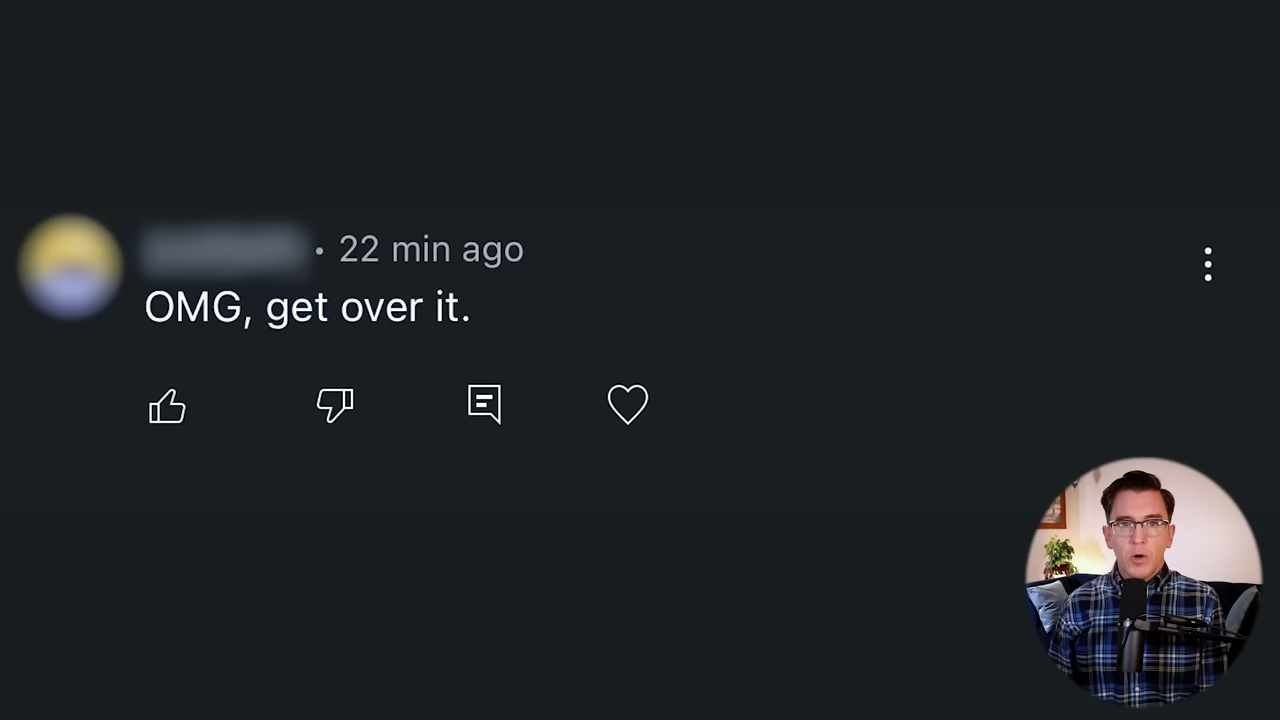 • 22 min ago
OMG, get over it.